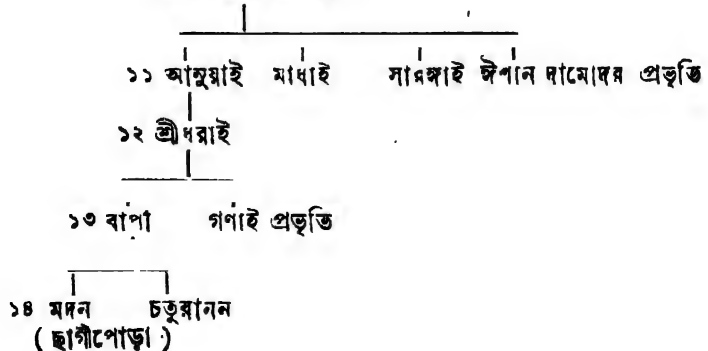 ১১ আনুয়াই মাধাই সারঙ্গাই ঈশান দামোদর প্রভৃতি
১২ শ্রীধরাই
১৩ বাপা গণাই প্রভৃতি
১৪ মদন চতুরানন
( ছাগীপোড়া )